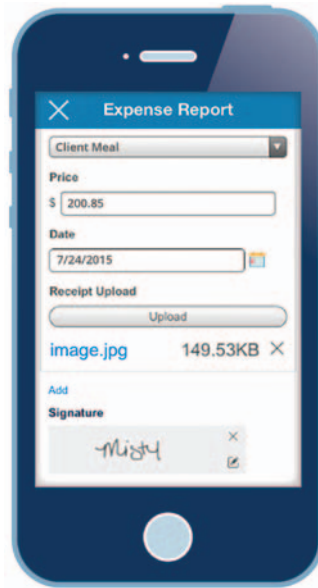 Expense Report
Client Meal
Price
$ 200.85
Date
7/24/2015
Receipt Upload
Upload
image.jpg 149.53KB
Add
Signature
Misty